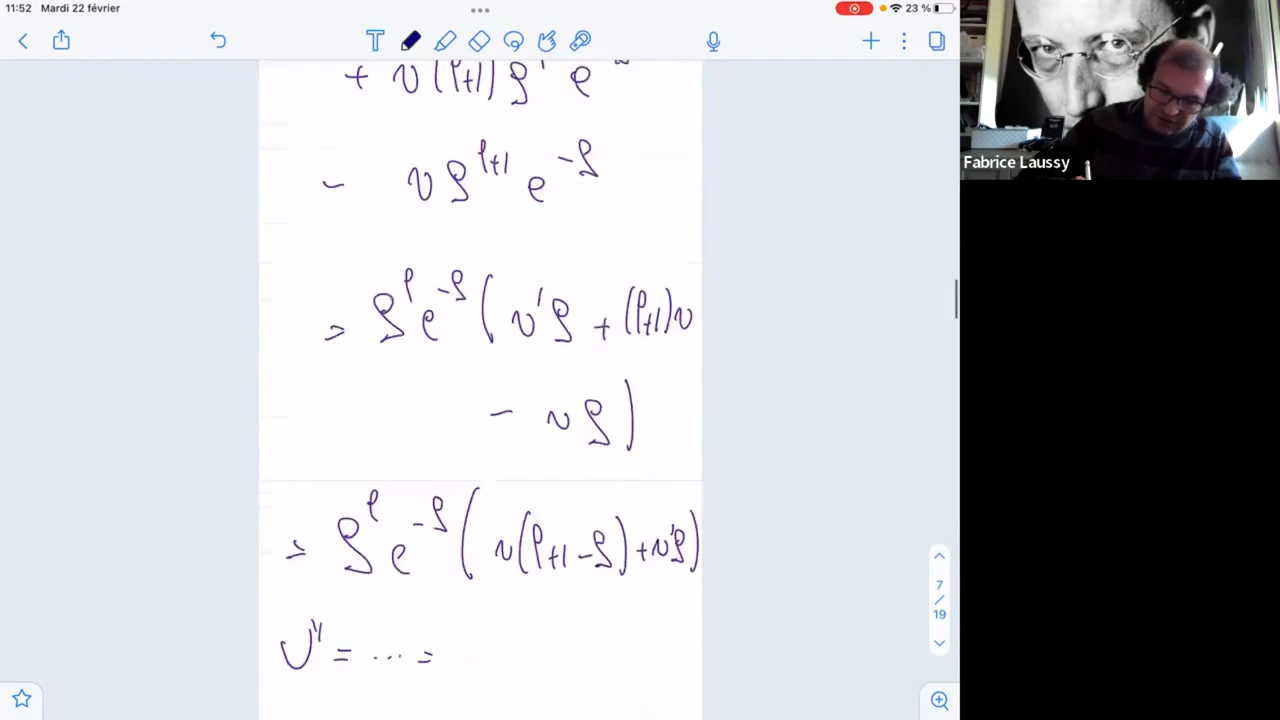 11:52 Mardi 22 février
23 %
+ v(l+1) ρ^l e
- v ρ^{l+1} e^{-ρ}
= ρ^l e^{-ρ} ( v'ρ + (l+1)v
- vρ )
= ρ^l e^{-ρ} ( v(l+1-ρ) + v'ρ )
U'' = ... =
Fabrice Laussy
7
/
19